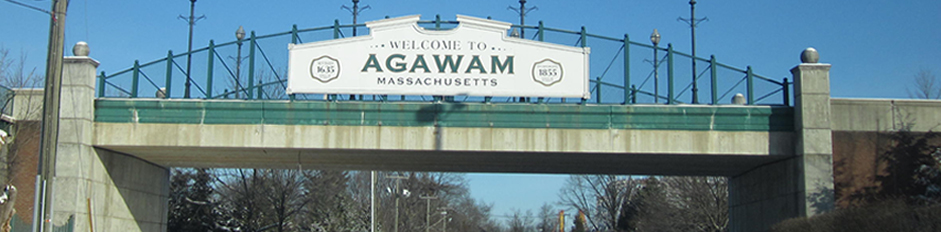 WELCOME TO
AGAWAM
MASSACHUSETTS
1635
1855